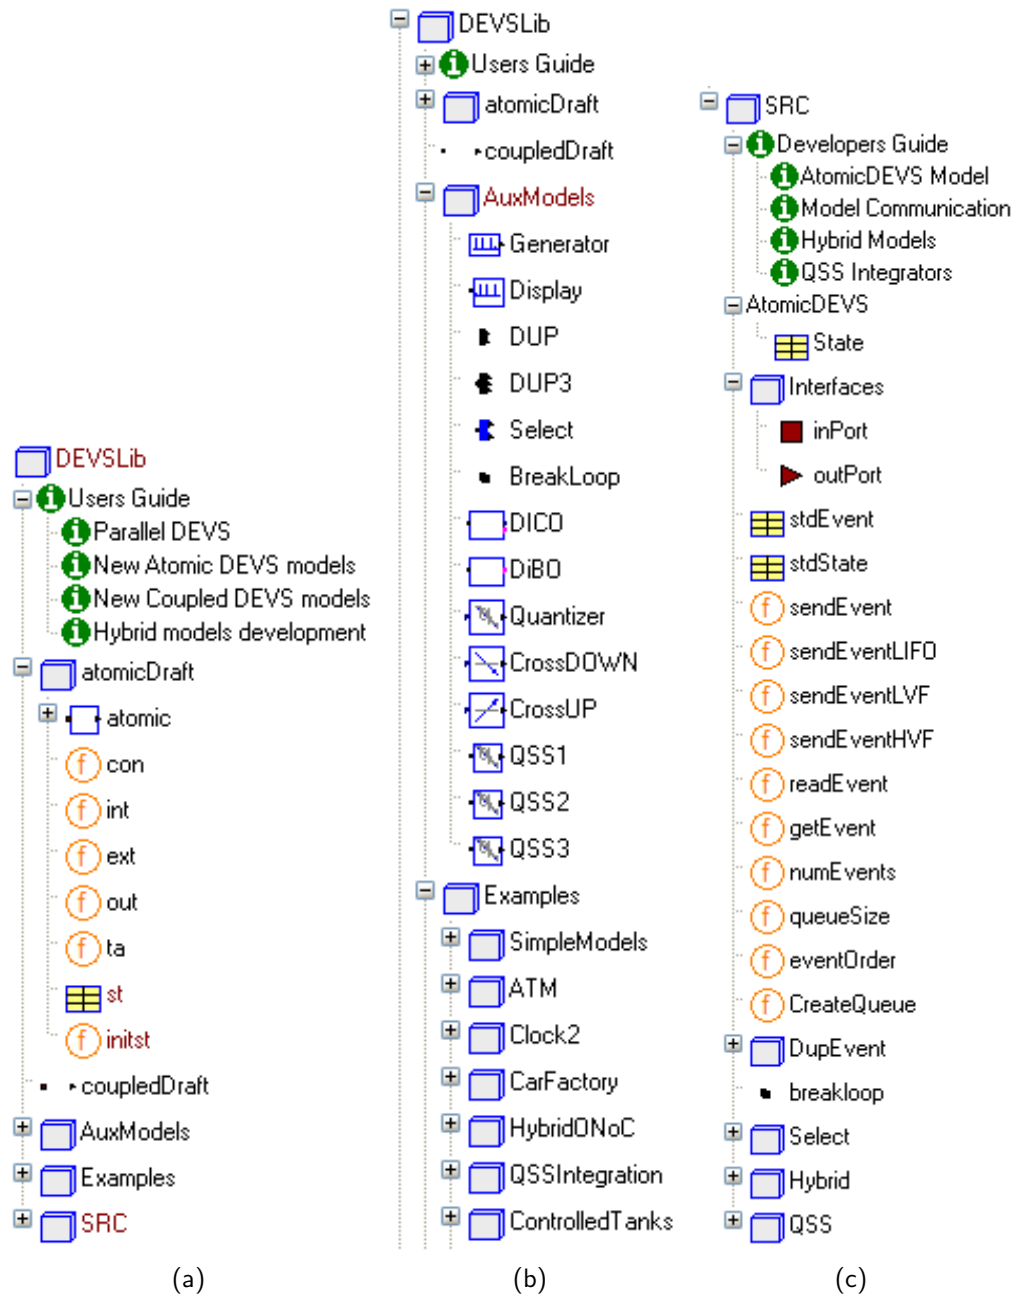 DEVSLib
Users Guide
Parallel DEVS
New Atomic DEVS models
New Coupled DEVS models
Hybrid models development
atomicDraft
atomic
con
int
ext
out
ta
st
initst
coupledDraft
AuxModels
Examples
SRC
(a)
DEVSLib
Users Guide
atomicDraft
coupledDraft
AuxModels
Generator
Display
DUP
DUP3
Select
BreakLoop
DICO
DiBO
Quantizer
CrossDOWN
CrossUP
QSS1
QSS2
QSS3
Examples
SimpleModels
ATM
Clock2
CarFactory
HybridONoC
QSSIntegration
ControlledTanks
(b)
SRC
Developers Guide
AtomicDEVS Model
Model Communication
Hybrid Models
QSS Integrators
AtomicDEVS
State
Interfaces
inPort
outPort
stdEvent
stdState
sendEvent
sendEventLIFO
sendEventLVF
sendEventHVF
readEvent
getEvent
numEvents
queueSize
eventOrder
CreateQueue
DupEvent
breakloop
Select
Hybrid
QSS
(c)